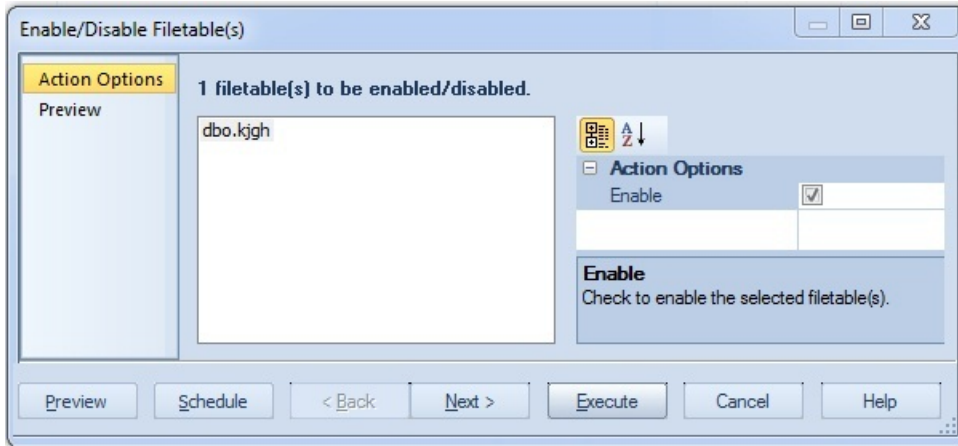 Enable/Disable Filetable(s)
Action Options
Preview
1 filetable(s) to be enabled/disabled.
dbo.kjgh
Action Options
Enable
Enable
Check to enable the selected filetable(s).
Preview
Schedule
< Back
Next >
Execute
Cancel
Help